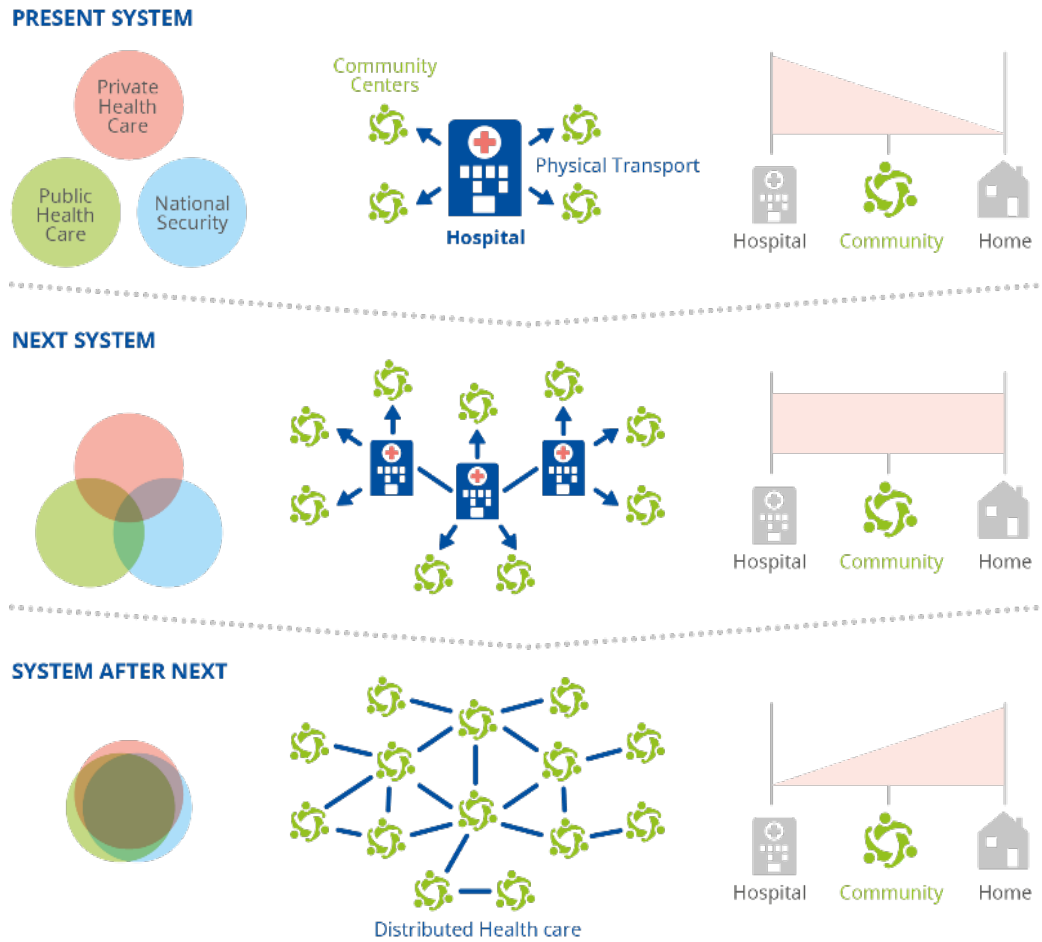 PRESENT SYSTEM
Private
Health
Care
Public
Health
Care
National
Security
Community
Centers
Physical Transport
Hospital
Hospital
Community
Home
NEXT SYSTEM
Hospital
Community
Home
SYSTEM AFTER NEXT
Distributed Health care
Hospital
Community
Home